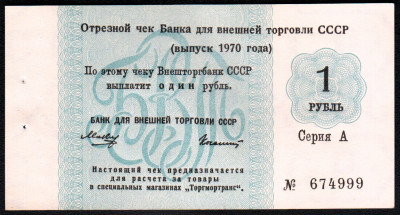 Отрезной чек Банка для внешней торговли СССР
(выпуск 1970 года)
По этому чеку Внешторгбанк СССР
выплатит один рубль.
БАНК ДЛЯ ВНЕШНЕЙ ТОРГОВЛИ СССР
Настоящий чек предназначается
для расчета за товары
в специальных магазинах „Торгмортранс“.
1
РУБЛЬ
Серия А
№ 674999